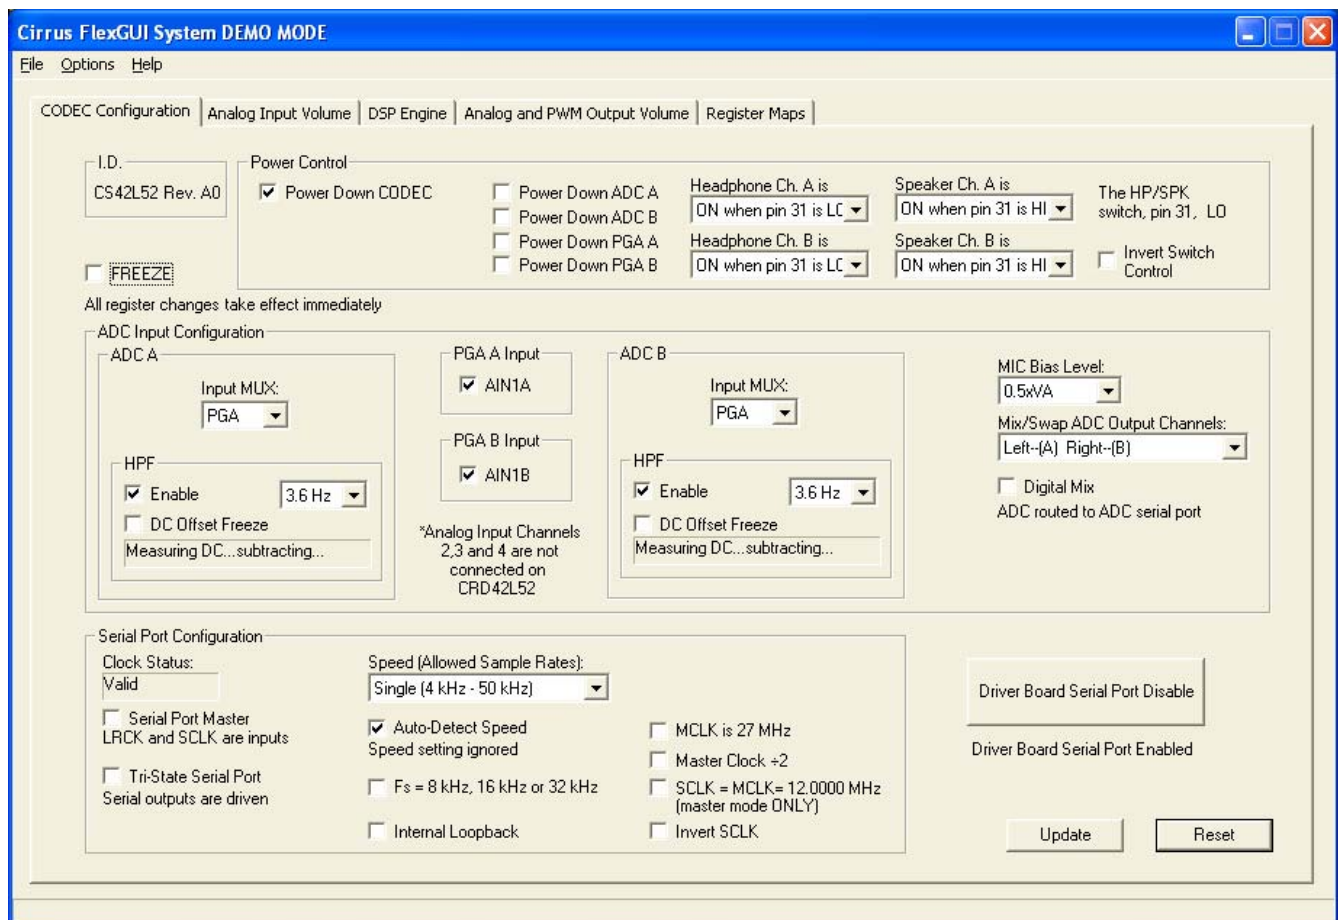 Cirrus FlexGUI System DEMO MODE
File Options Help
CODEC Configuration Analog Input Volume DSP Engine Analog and PWM Output Volume Register Maps
I.D.
CS42L52 Rev. A0
FREEZE
All register changes take effect immediately
Power Control
Power Down CODEC
Power Down ADC A
Power Down ADC B
Power Down PGA A
Power Down PGA B
Headphone Ch. A is
ON when pin 31 is LC
Headphone Ch. B is
ON when pin 31 is LC
Speaker Ch. A is
ON when pin 31 is HI
Speaker Ch. B is
ON when pin 31 is HI
The HP/SPK
switch, pin 31, LO
Invert Switch
Control
ADC Input Configuration
ADC A
Input MUX:
PGA
HPF
Enable 3.6 Hz
DC Offset Freeze
Measuring DC...subtracting...
PGA A Input
AIN1A
PGA B Input
AIN1B
*Analog Input Channels
2,3 and 4 are not
connected on
CRD42L52
ADC B
Input MUX:
PGA
HPF
Enable 3.6 Hz
DC Offset Freeze
Measuring DC...subtracting...
MIC Bias Level:
0.5xVA
Mix/Swap ADC Output Channels:
Left--(A) Right--(B)
Digital Mix
ADC routed to ADC serial port
Serial Port Configuration
Clock Status:
Valid
Serial Port Master
LRCK and SCLK are inputs
Tri-State Serial Port
Serial outputs are driven
Speed (Allowed Sample Rates):
Single (4 kHz - 50 kHz)
Auto-Detect Speed
Speed setting ignored
Fs = 8 kHz, 16 kHz or 32 kHz
Internal Loopback
MCLK is 27 MHz
Master Clock ÷2
SCLK = MCLK= 12.0000 MHz
(master mode ONLY)
Invert SCLK
Driver Board Serial Port Disable
Driver Board Serial Port Enabled
Update Reset